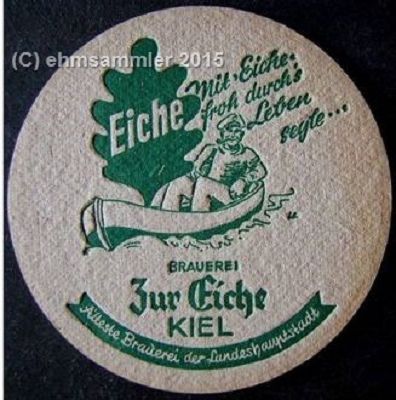 (C) ehmsammler 2015
Eiche
Mit Eiche
froh durch's
Leben
segle...
BRAUEREI
Zur Eiche
KIEL
Älteste Brauerei der Landeshauptstadt